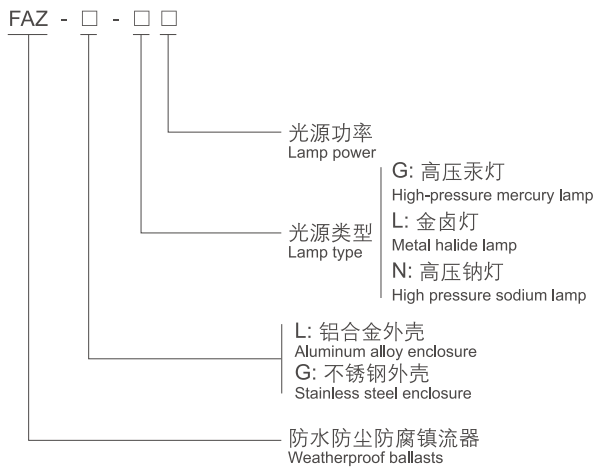 FAZ - □ - □ □
光源功率
Lamp power
G: 高压汞灯
High-pressure mercury lamp
光源类型
Lamp type
L: 金卤灯
Metal halide lamp
N: 高压钠灯
High pressure sodium lamp
L: 铝合金外壳
Aluminum alloy enclosure
G: 不锈钢外壳
Stainless steel enclosure
防水防尘防腐镇流器
Weatherproof ballasts